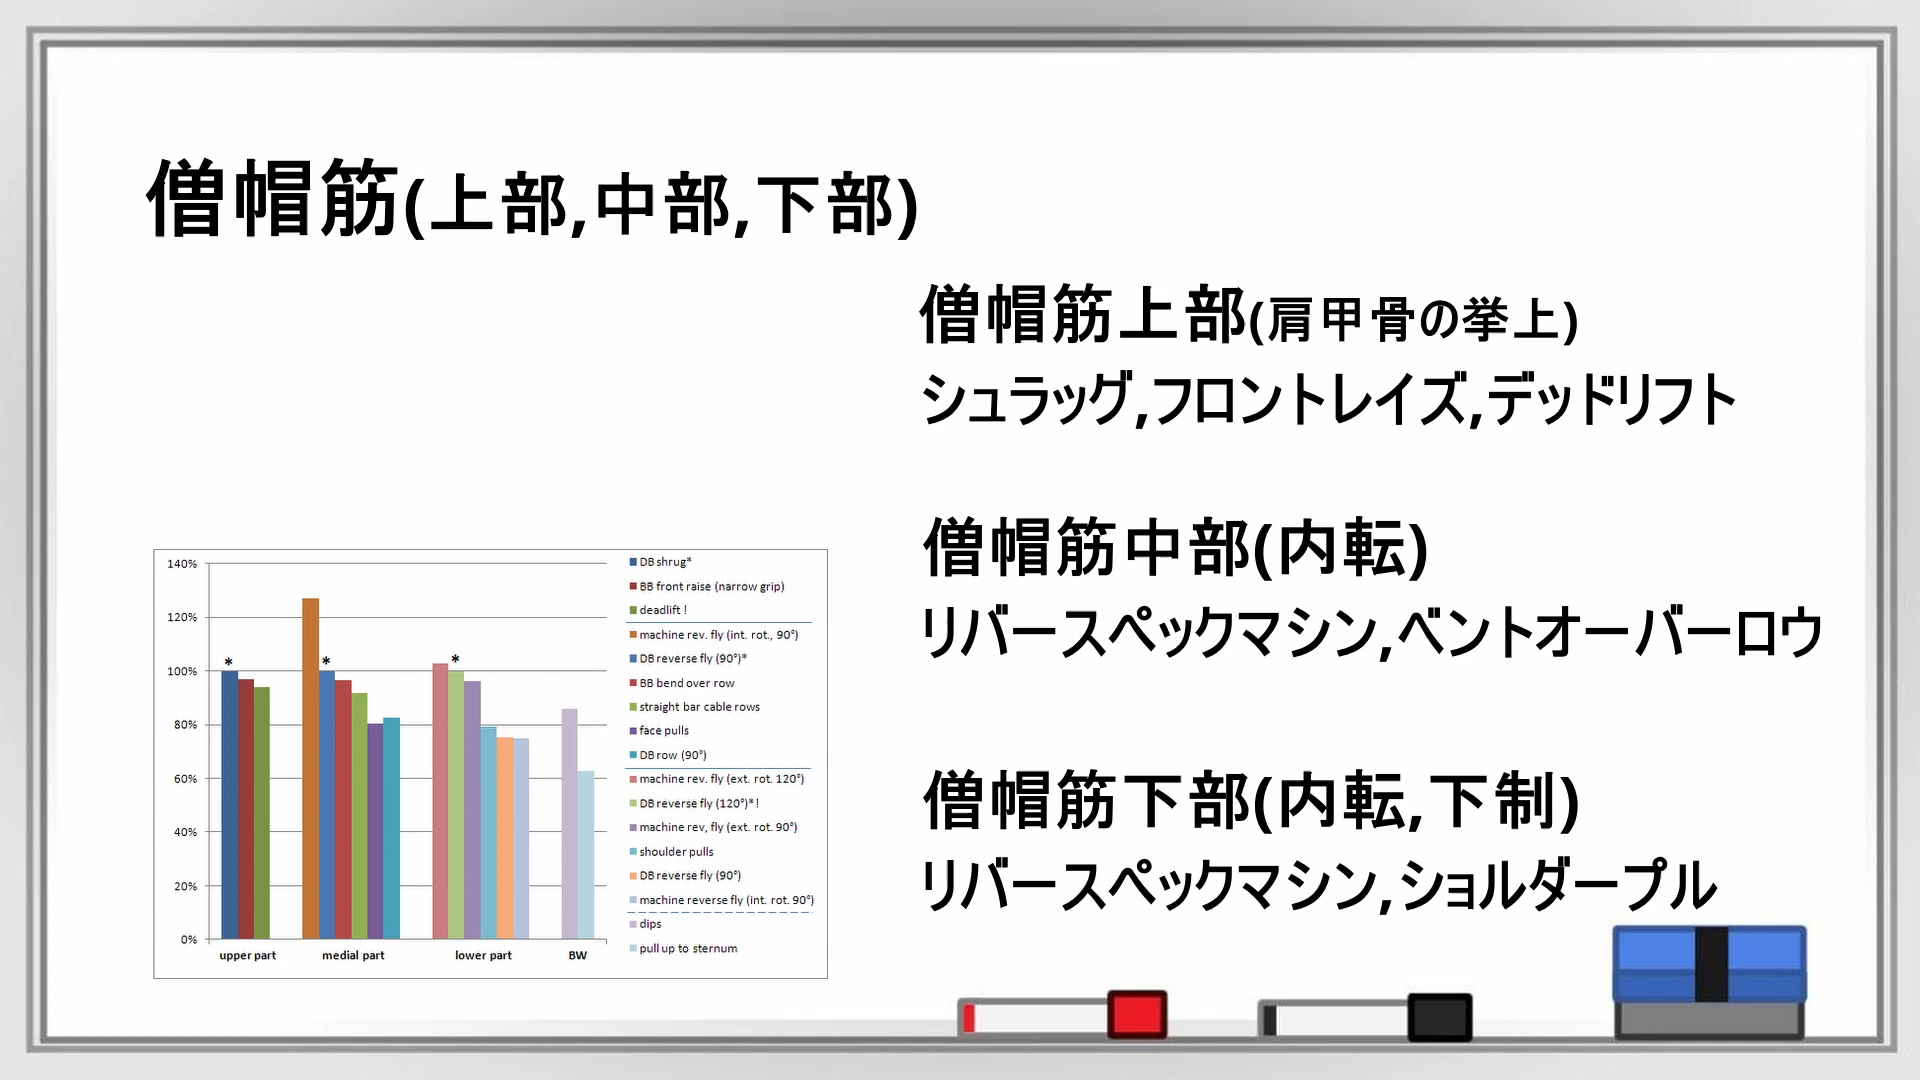 僧帽筋(上部,中部,下部)
僧帽筋上部(肩甲骨の挙上)
シュラッグ,フロントレイズ,デッドリフト
僧帽筋中部(内転)
リバースペックマシン,ベントオーバーロウ
僧帽筋下部(内転,下制)
リバースペックマシン,ショルダープル
140%
120%
100%
80%
60%
40%
20%
0%
*
*
*
upper part
medial part
lower part
BW
DB shrug*
BB front raise (narrow grip)
deadlift !
machine rev. fly (int. rot., 90°)
DB reverse fly (90°)*
BB bend over row
straight bar cable rows
face pulls
DB row (90°)
machine rev. fly (ext. rot. 120°)
DB reverse fly (120°)* !
machine rev, fly (ext. rot. 90°)
shoulder pulls
DB reverse fly (90°)
machine reverse fly (int. rot. 90°)
dips
pull up to sternum